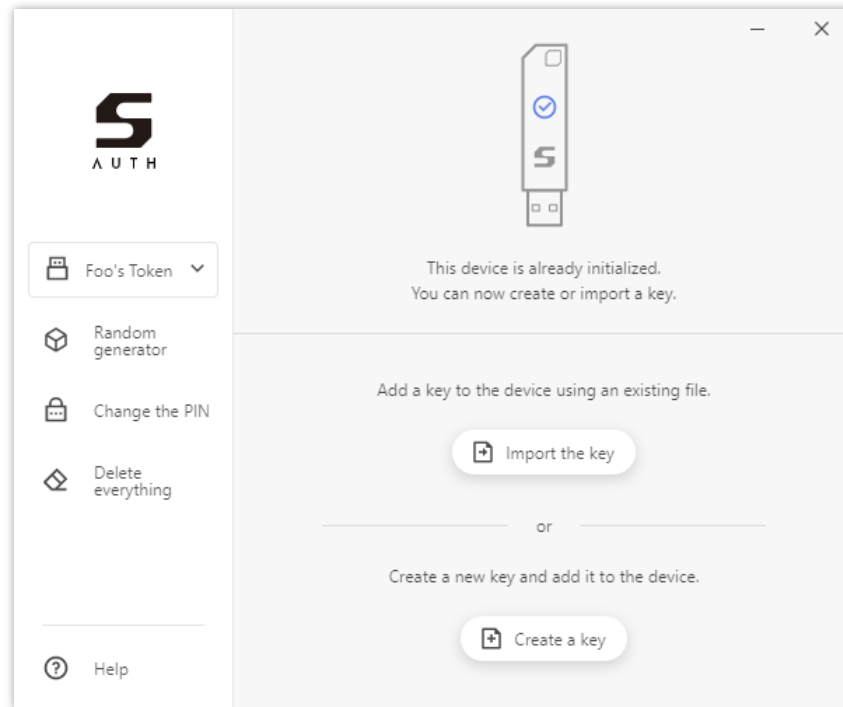 S
AUTH
Foo's Token
Random
generator
Change the PIN
Delete
everything
Help
S
This device is already initialized.
You can now create or import a key.
Add a key to the device using an existing file.
Import the key
or
Create a new key and add it to the device.
Create a key